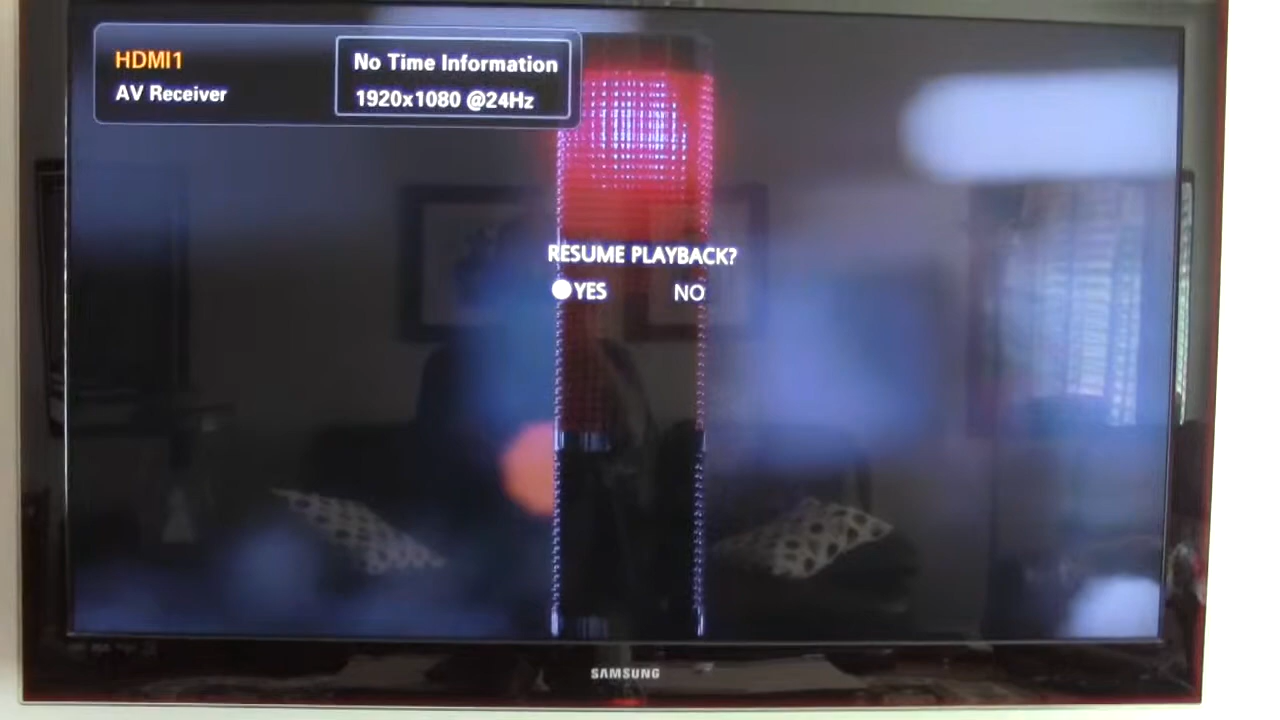 HDMI1
AV Receiver
No Time Information
1920x1080 @24Hz
RESUME PLAYBACK?
YES NO
SAMSUNG